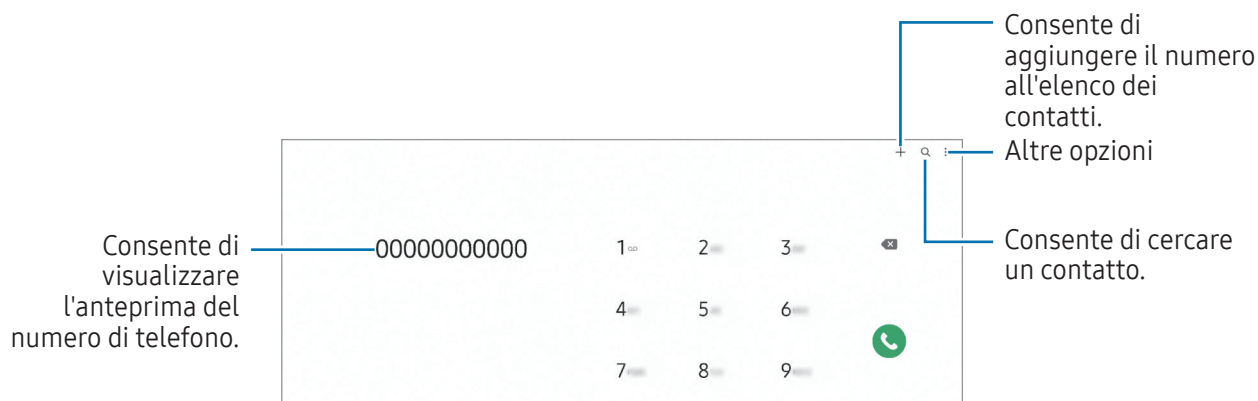 Consente di
aggiungere il numero
all'elenco dei
contatti.
Altre opzioni
Consente di cercare
un contatto.
Consente di
visualizzare
l'anteprima del
numero di telefono.
00000000000
1 2 3
4 5 6
7 8 9